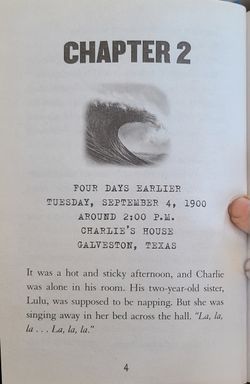 CHAPTER 2
FOUR DAYS EARLIER
TUESDAY, SEPTEMBER 4, 1900
AROUND 2:00 P.M.
CHARLIE'S HOUSE
GALVESTON, TEXAS
It was a hot and sticky afternoon, and Charlie
was alone in his room. His two-year-old sister,
Lulu, was supposed to be napping. But she was
singing away in her bed across the hall. "La, la,
la . . . La, la, la."
4